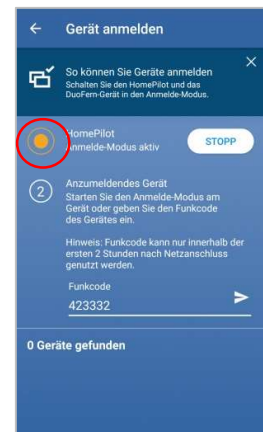 Gerät anmelden
So können Sie Geräte anmelden
Schalten Sie den HomePilot und das
DuoFern-Gerät in den Anmelde-Modus.
HomePilot
Anmelde-Modus aktiv
STOPP
2
Anzumeldendes Gerät
Starten Sie den Anmelde-Modus am
Gerät oder geben Sie den Funkcode
des Gerätes ein.
Hinweis: Funkcode kann nur innerhalb der
ersten 2 Stunden nach Netzanschluss
genutzt werden.
Funkcode
423332
0 Geräte gefunden